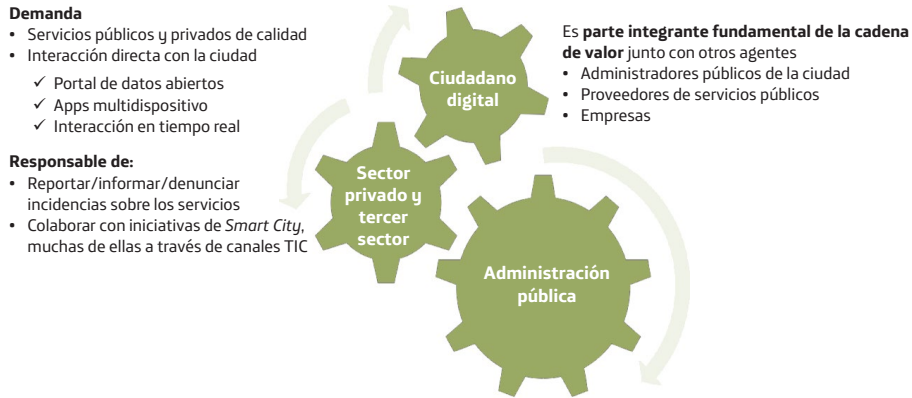 Demanda
• Servicios públicos y privados de calidad
• Interacción directa con la ciudad
✓ Portal de datos abiertos
✓ Apps multidispositivo
✓ Interacción en tiempo real
Responsable de:
• Reportar/informar/denunciar
incidencias sobre los servicios
• Colaborar con iniciativas de Smart City,
muchas de ellas a través de canales TIC
Ciudadano
digital
Sector
privado y
tercer
sector
Administración
pública
Es parte integrante fundamental de la cadena
de valor junto con otros agentes
• Administradores públicos de la ciudad
• Proveedores de servicios públicos
• Empresas